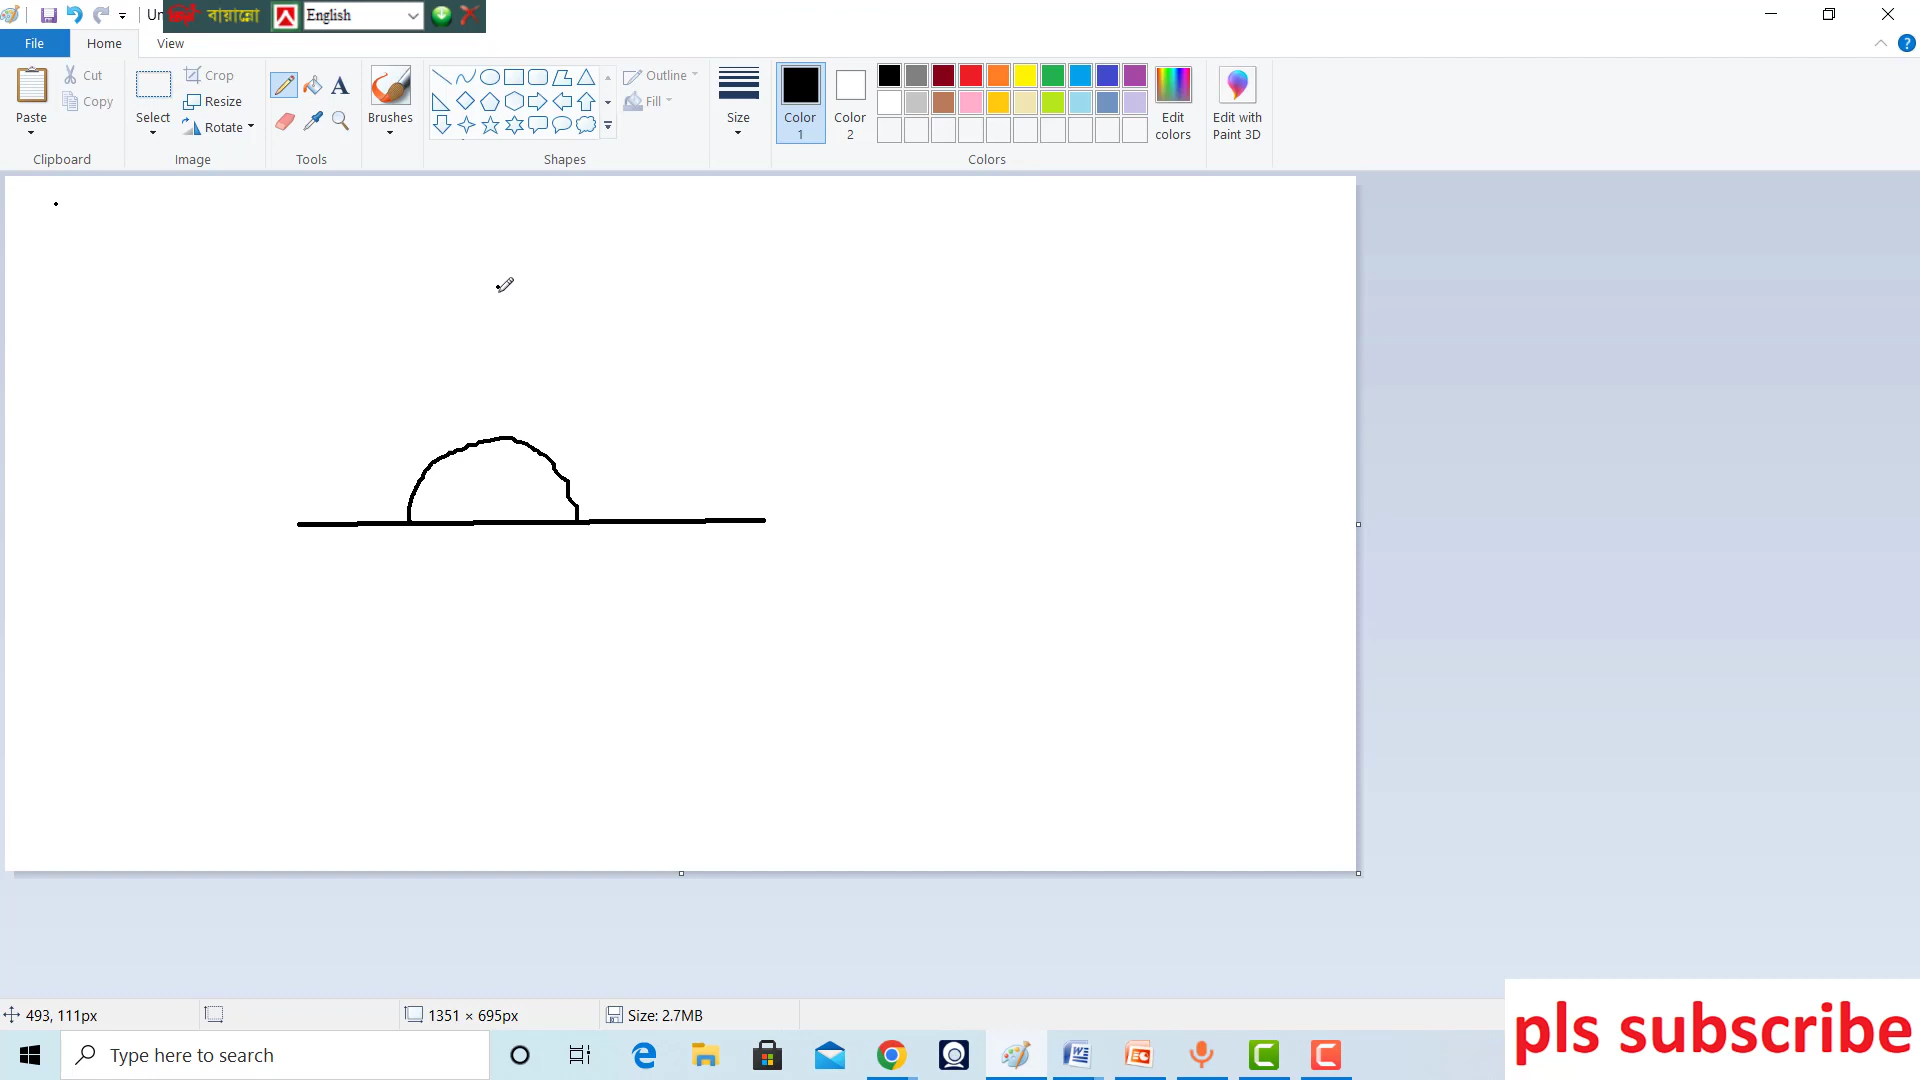 Un
বায়ান্নো
English
File
Home
View
Paste
Cut
Copy
Clipboard
Select
Crop
Resize
Rotate
Image
A
Tools
Brushes
Outline
Fill
Shapes
Size
Color 1
Color 2
Edit colors
Colors
Edit with Paint 3D
?
493, 111px
1351 × 695px
Size: 2.7MB
pls subscribe
Type here to search